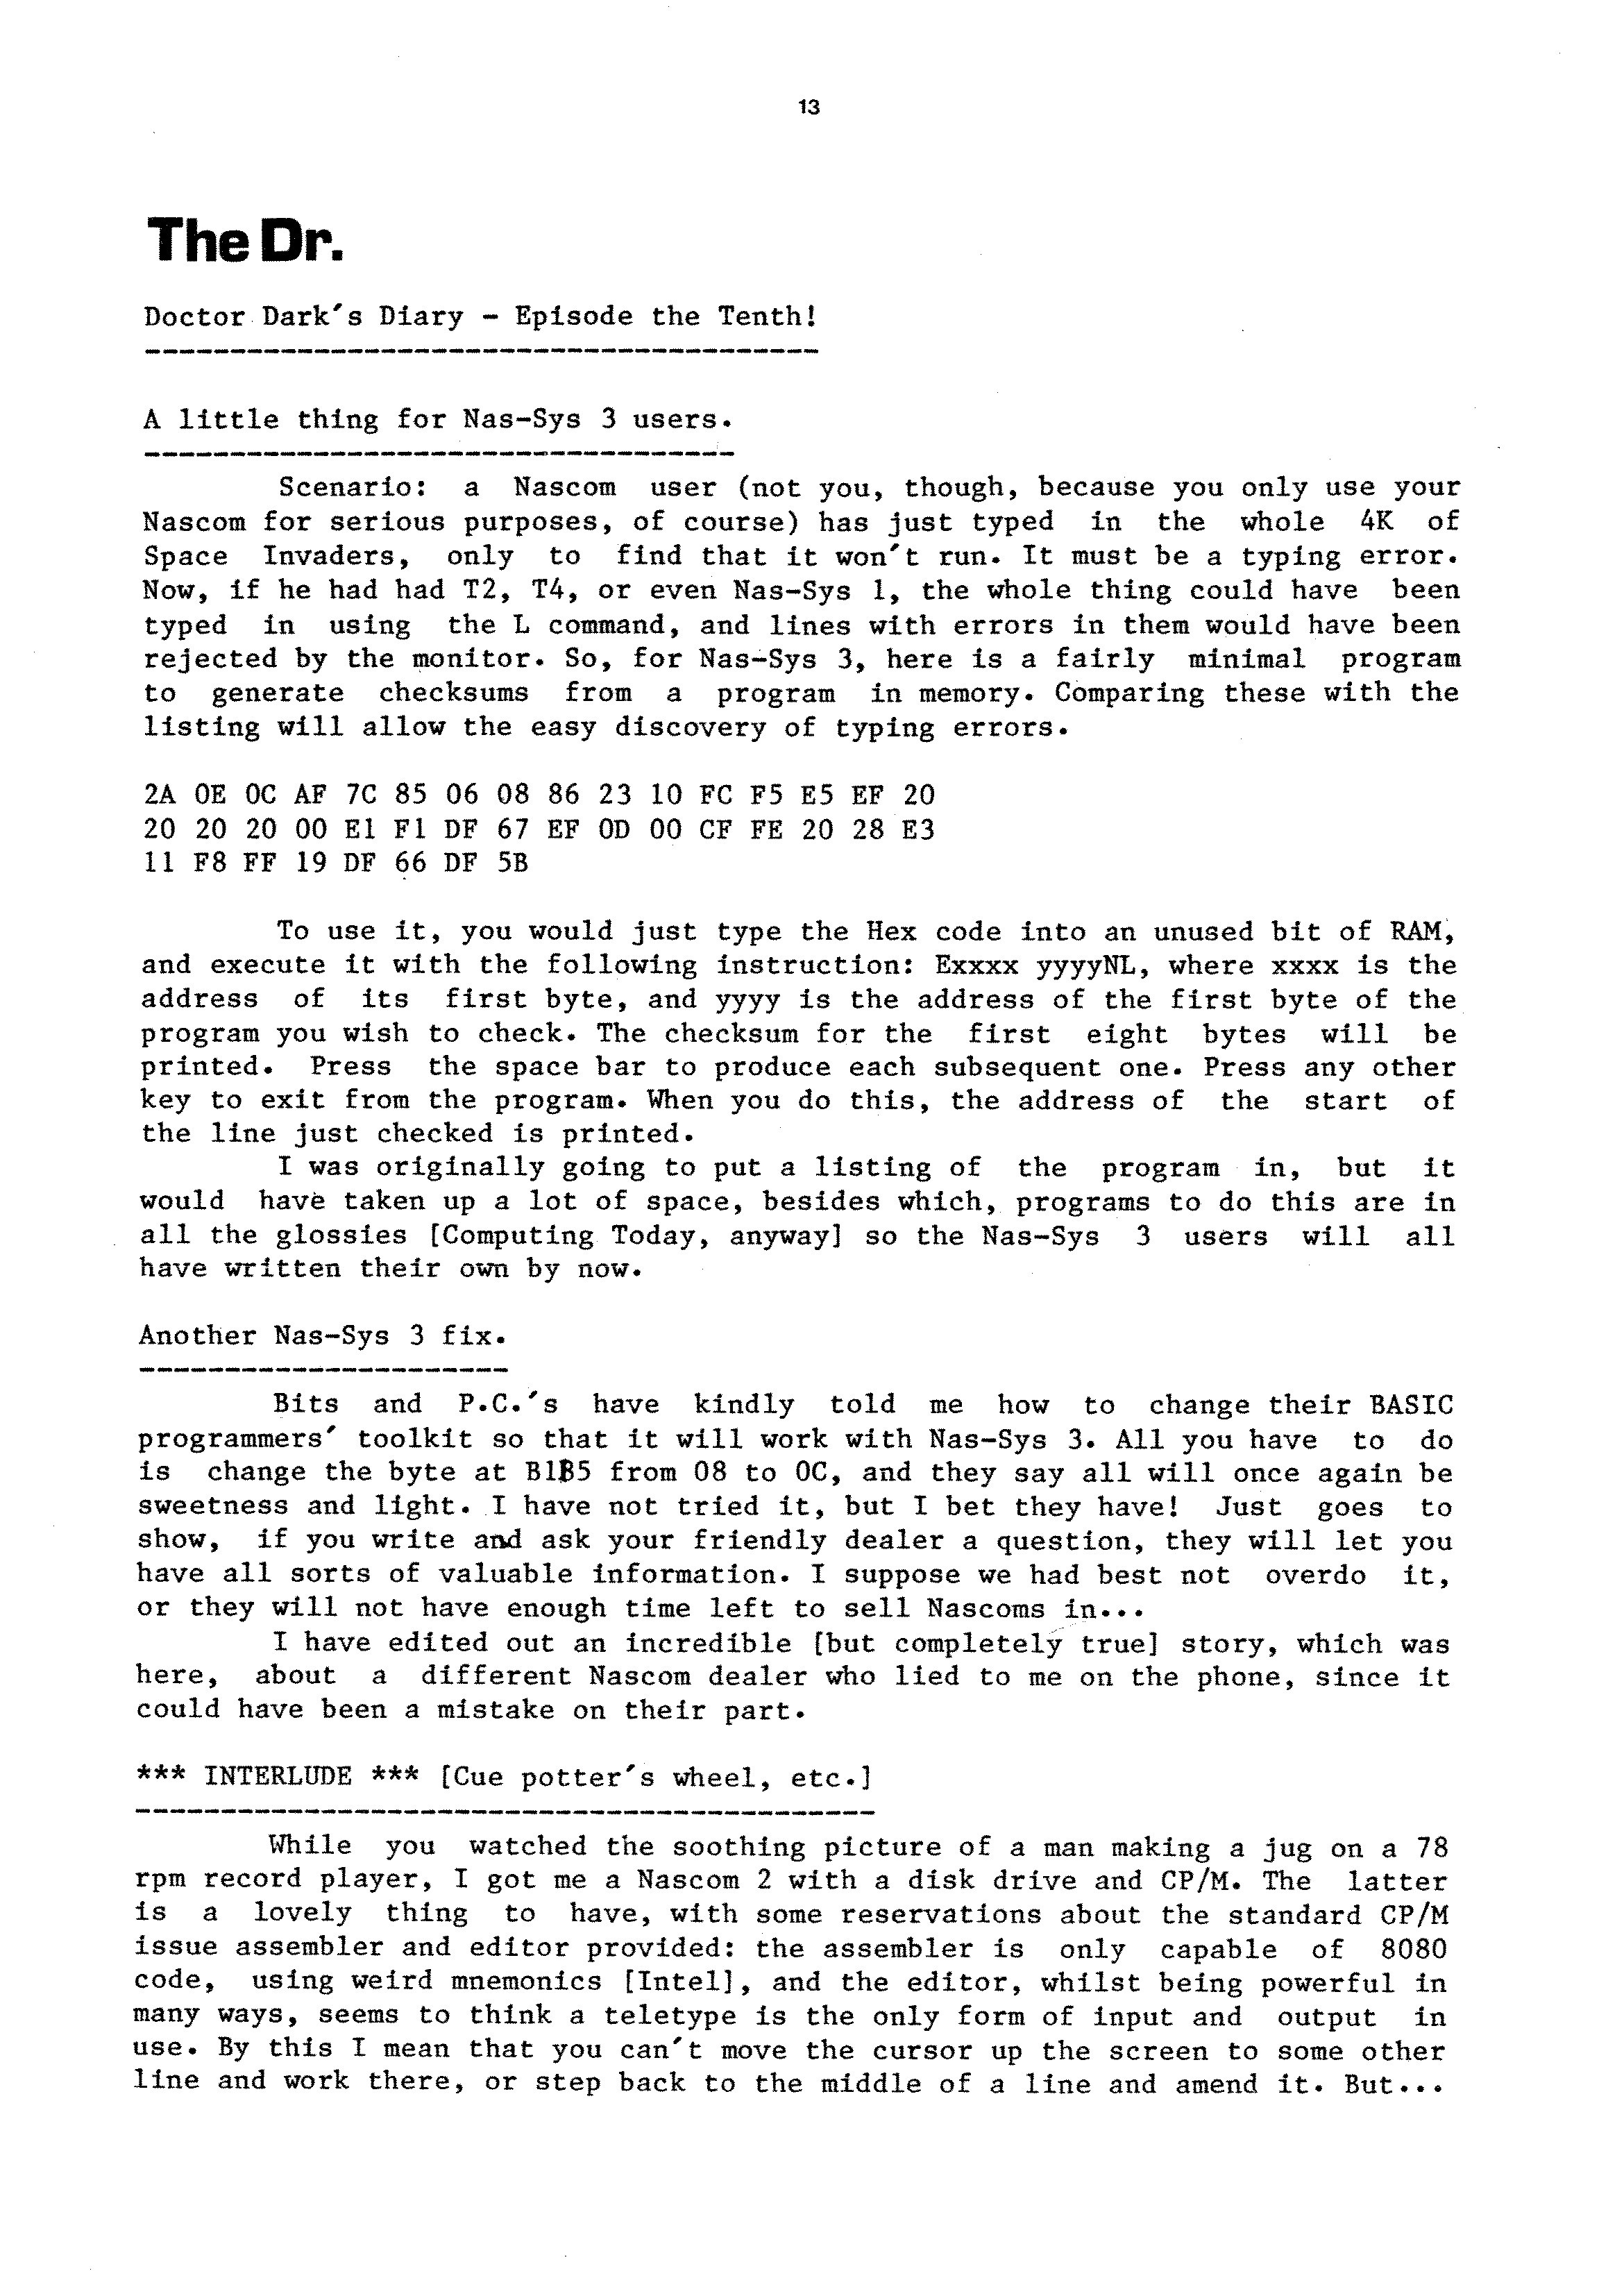 13
The Dr.
Doctor Dark's Diary - Episode the Tenth!
----------------------------------------
A little thing for Nas-Sys 3 users.
-----------------------------------
Scenario: a Nascom user (not you, though, because you only use your
Nascom for serious purposes, of course) has just typed in the whole 4K of
Space Invaders, only to find that it won't run. It must be a typing error.
Now, if he had had T2, T4, or even Nas-Sys 1, the whole thing could have been
typed in using the L command, and lines with errors in them would have been
rejected by the monitor. So, for Nas-Sys 3, here is a fairly minimal program
to generate checksums from a program in memory. Comparing these with the
listing will allow the easy discovery of typing errors.
2A 0E 0C AF 7C 85 06 08 86 23 10 FC F5 E5 EF 20
20 20 20 00 E1 F1 DF 67 EF 0D 00 CF FE 20 28 E3
11 F8 FF 19 DF 66 DF 5B
To use it, you would just type the Hex code into an unused bit of RAM,
and execute it with the following instruction: Exxxx yyyyNL, where xxxx is the
address of its first byte, and yyyy is the address of the first byte of the
program you wish to check. The checksum for the first eight bytes will be
printed. Press the space bar to produce each subsequent one. Press any other
key to exit from the program. When you do this, the address of the start of
the line just checked is printed.
I was originally going to put a listing of the program in, but it
would have taken up a lot of space, besides which, programs to do this are in
all the glossies [Computing Today, anyway] so the Nas-Sys 3 users will all
have written their own by now.
Another Nas-Sys 3 fix.
----------------------
Bits and P.C.'s have kindly told me how to change their BASIC
programmers' toolkit so that it will work with Nas-Sys 3. All you have to do
is change the byte at B1B5 from 08 to 0C, and they say all will once again be
sweetness and light. I have not tried it, but I bet they have! Just goes to
show, if you write and ask your friendly dealer a question, they will let you
have all sorts of valuable information. I suppose we had best not overdo it,
or they will not have enough time left to sell Nascoms in...
I have edited out an incredible [but completely true] story, which was
here, about a different Nascom dealer who lied to me on the phone, since it
could have been a mistake on their part.
*** INTERLUDE *** [Cue potter's wheel, etc.]
--------------------------------------------
While you watched the soothing picture of a man making a jug on a 78
rpm record player, I got me a Nascom 2 with a disk drive and CP/M. The latter
is a lovely thing to have, with some reservations about the standard CP/M
issue assembler and editor provided: the assembler is only capable of 8080
code, using weird mnemonics [Intel], and the editor, whilst being powerful in
many ways, seems to think a teletype is the only form of input and output in
use. By this I mean that you can't move the cursor up the screen to some other
line and work there, or step back to the middle of a line and amend it. But...